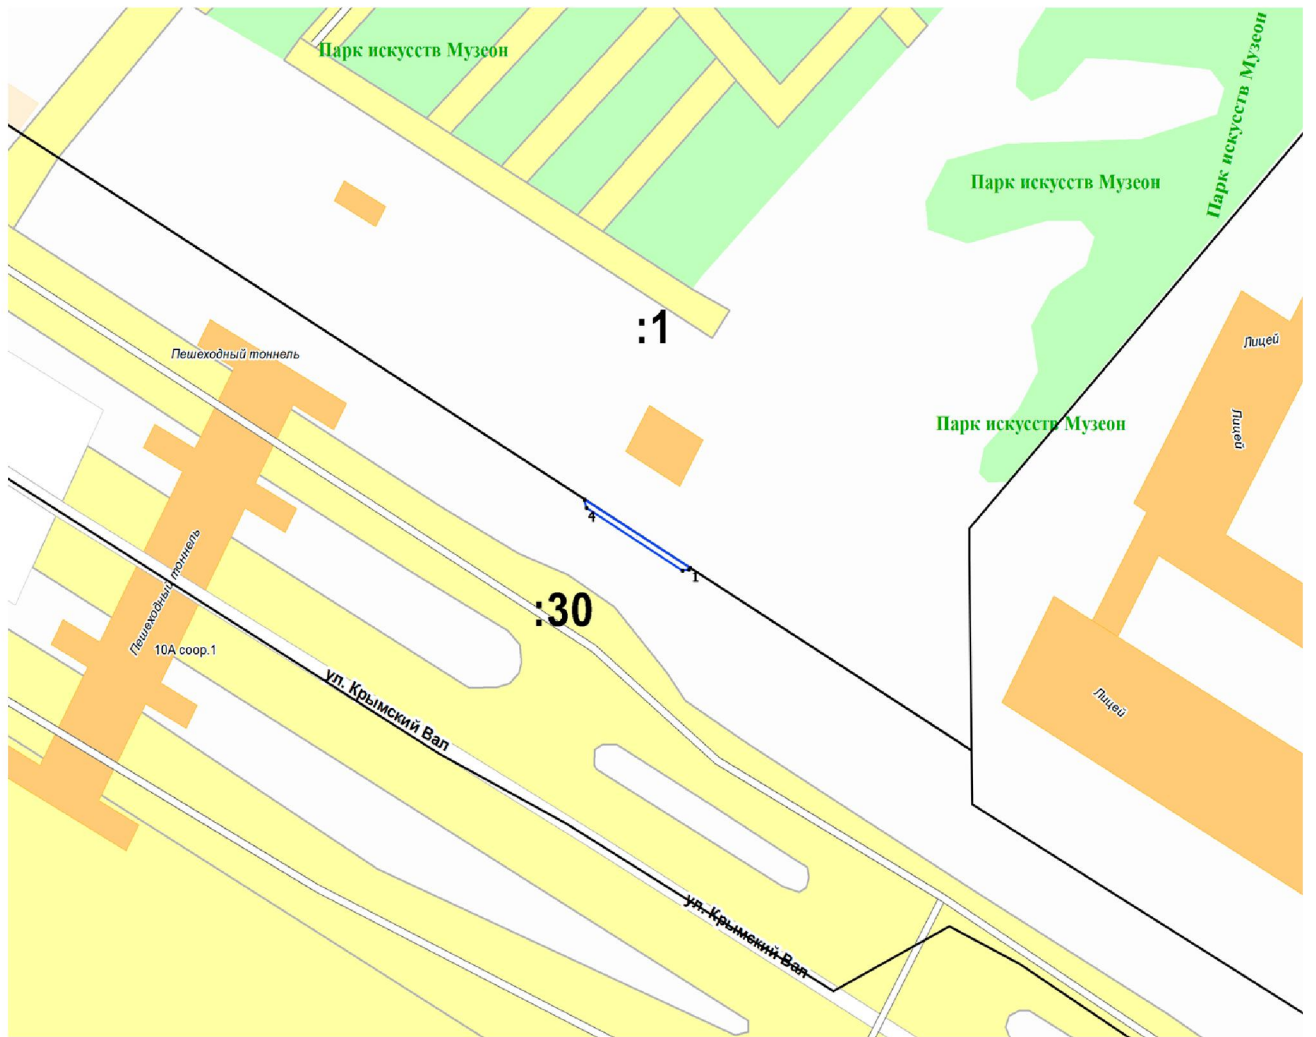 Парк искусств Музеон
Парк искусств Музеон
Парк искусств Музеон
:1
Лицей
Пешеходный тоннель
Лицей
Парк искусств Музеон
4
1
:30
Пешеходный тоннель
10А соор.1
ул. Крымский Вал
Лицей
ул. Крымский Вал